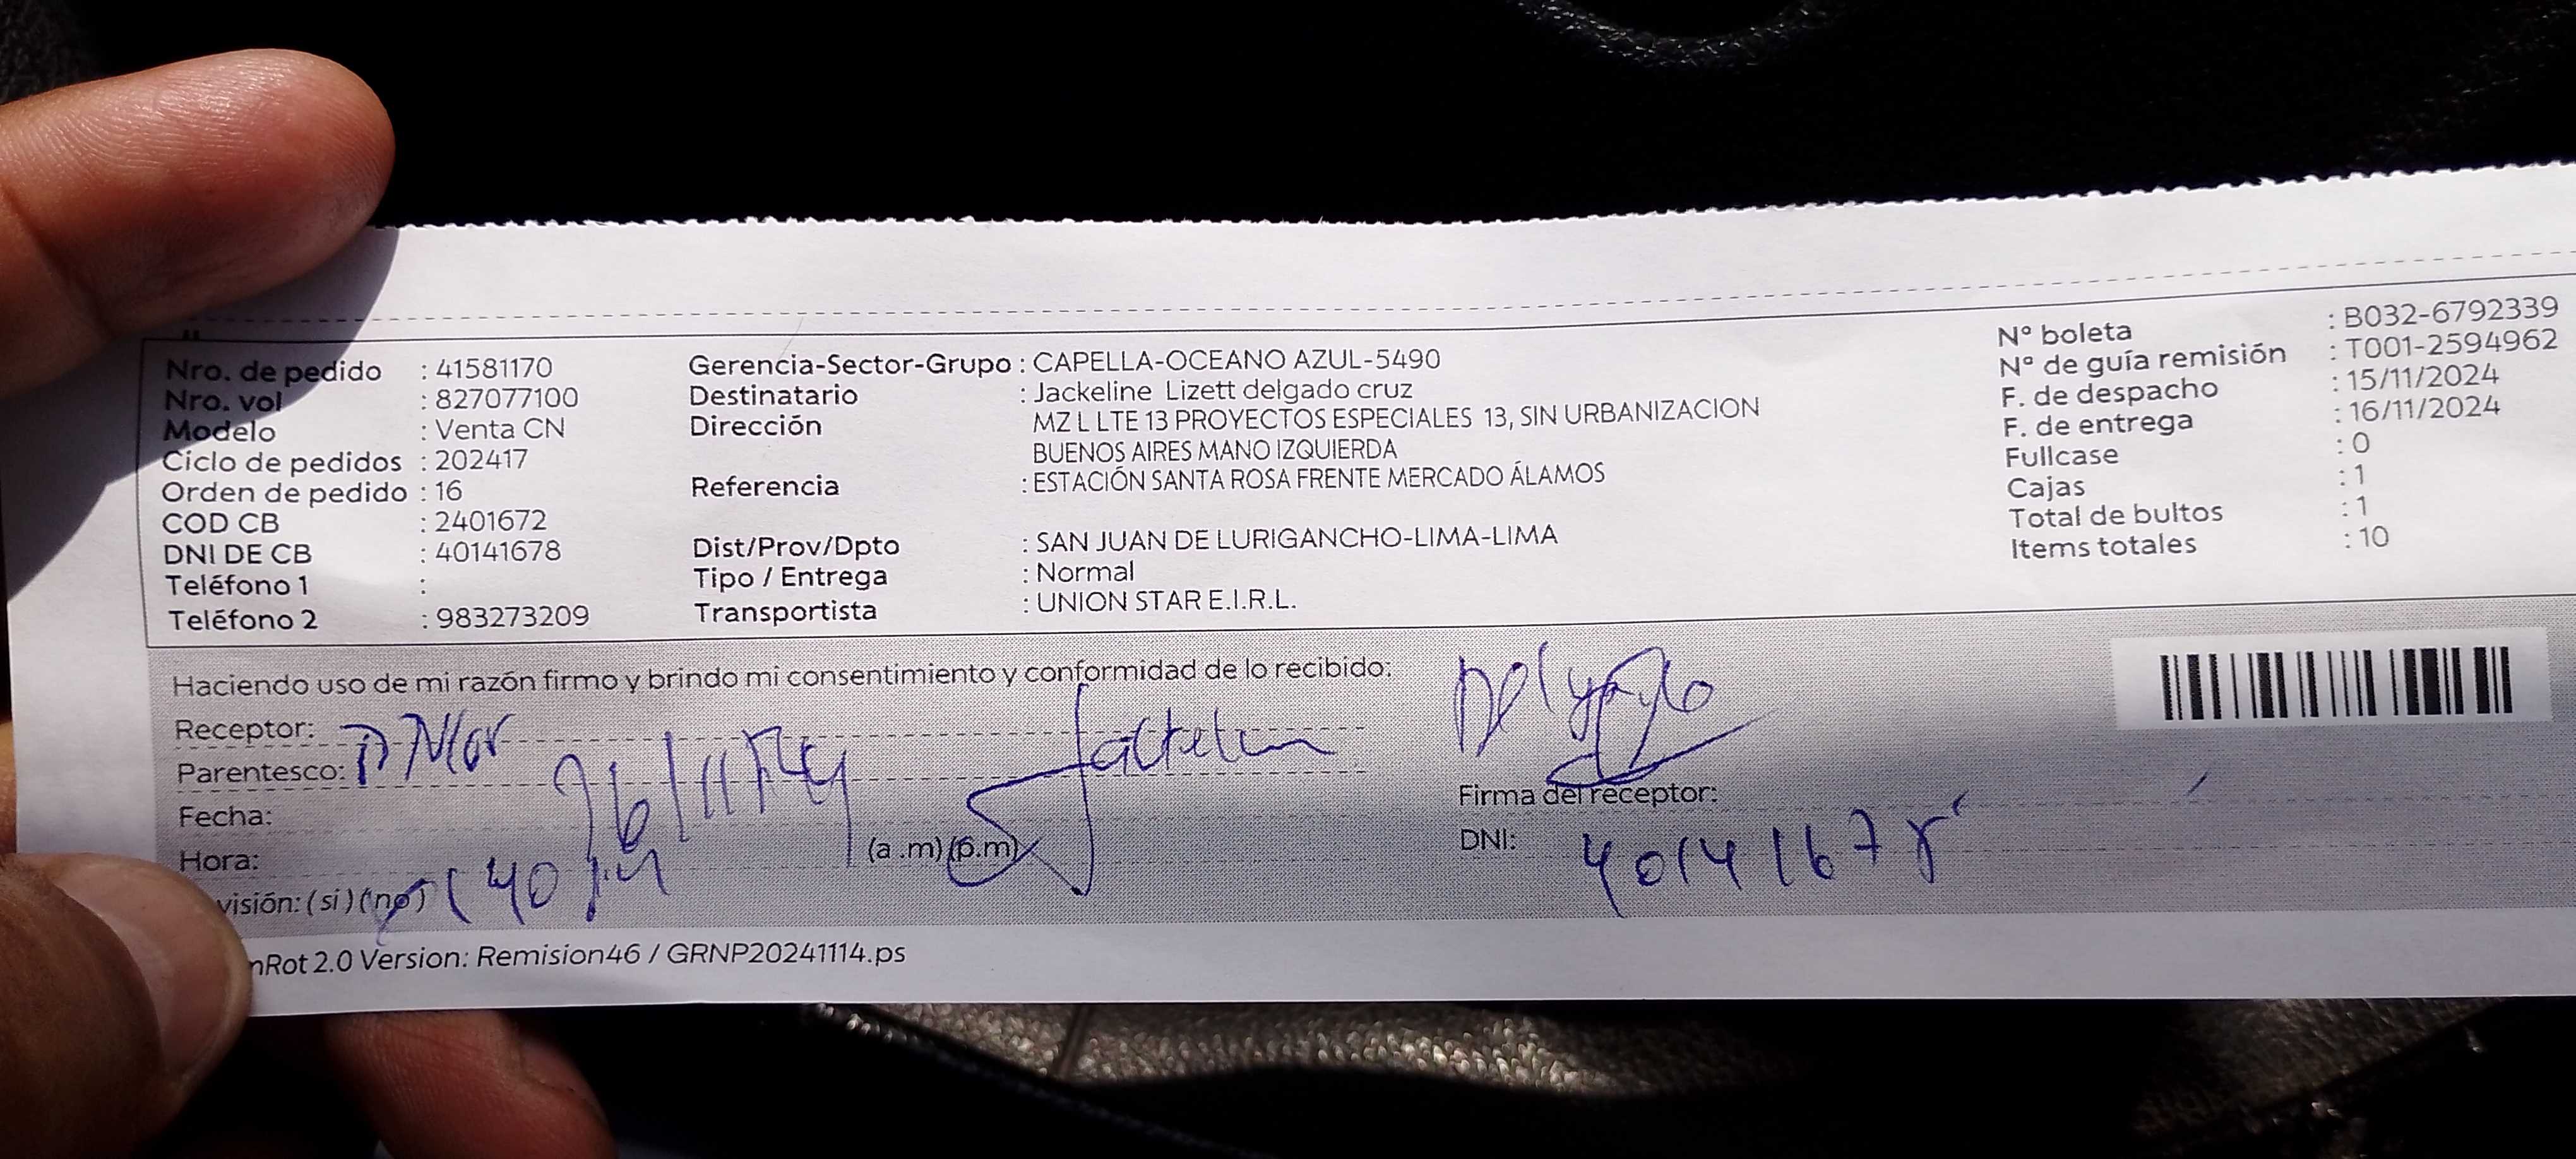 Nro. de pedido : 41581170
Nro. vol : 827077100
Modelo : Venta CN
Ciclo de pedidos : 202417
Orden de pedido : 16
COD CB : 2401672
DNI DE CB : 40141678
Teléfono 1 :
Teléfono 2 : 983273209
Gerencia-Sector-Grupo : CAPELLA-OCEANO AZUL-5490
Destinatario : Jackeline Lizett delgado cruz
Dirección MZ L LTE 13 PROYECTOS ESPECIALES 13, SIN URBANIZACION
BUENOS AIRES MANO IZQUIERDA
Referencia : ESTACIÓN SANTA ROSA FRENTE MERCADO ÁLAMOS
Dist/Prov/Dpto : SAN JUAN DE LURIGANCHO-LIMA-LIMA
Tipo / Entrega : Normal
Transportista : UNION STAR E.I.R.L.
N° boleta : B032-6792339
N° de guía remisión : T001-2594962
F. de despacho : 15/11/2024
F. de entrega : 16/11/2024
Fullcase : 0
Cajas : 1
Total de bultos : 1
Items totales : 10
Haciendo uso de mi razón firmo y brindo mi consentimiento y conformidad de lo recibido:
Receptor:
Parentesco:
Fecha:
Hora: (a .m) (p.m)
visión: ( si ) ( no )
Delgado
Firma del receptor:
DNI: 40141678
nRot 2.0 Version: Remision46 / GRNP20241114.ps